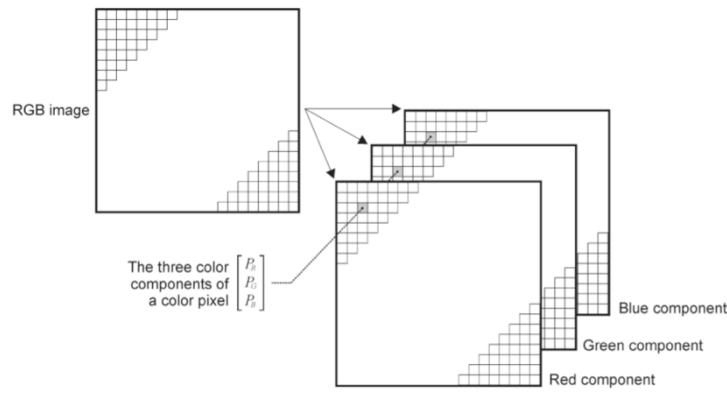 RGB image
The three color
components of
a color pixel
P_R
P_G
P_B
Blue component
Green component
Red component